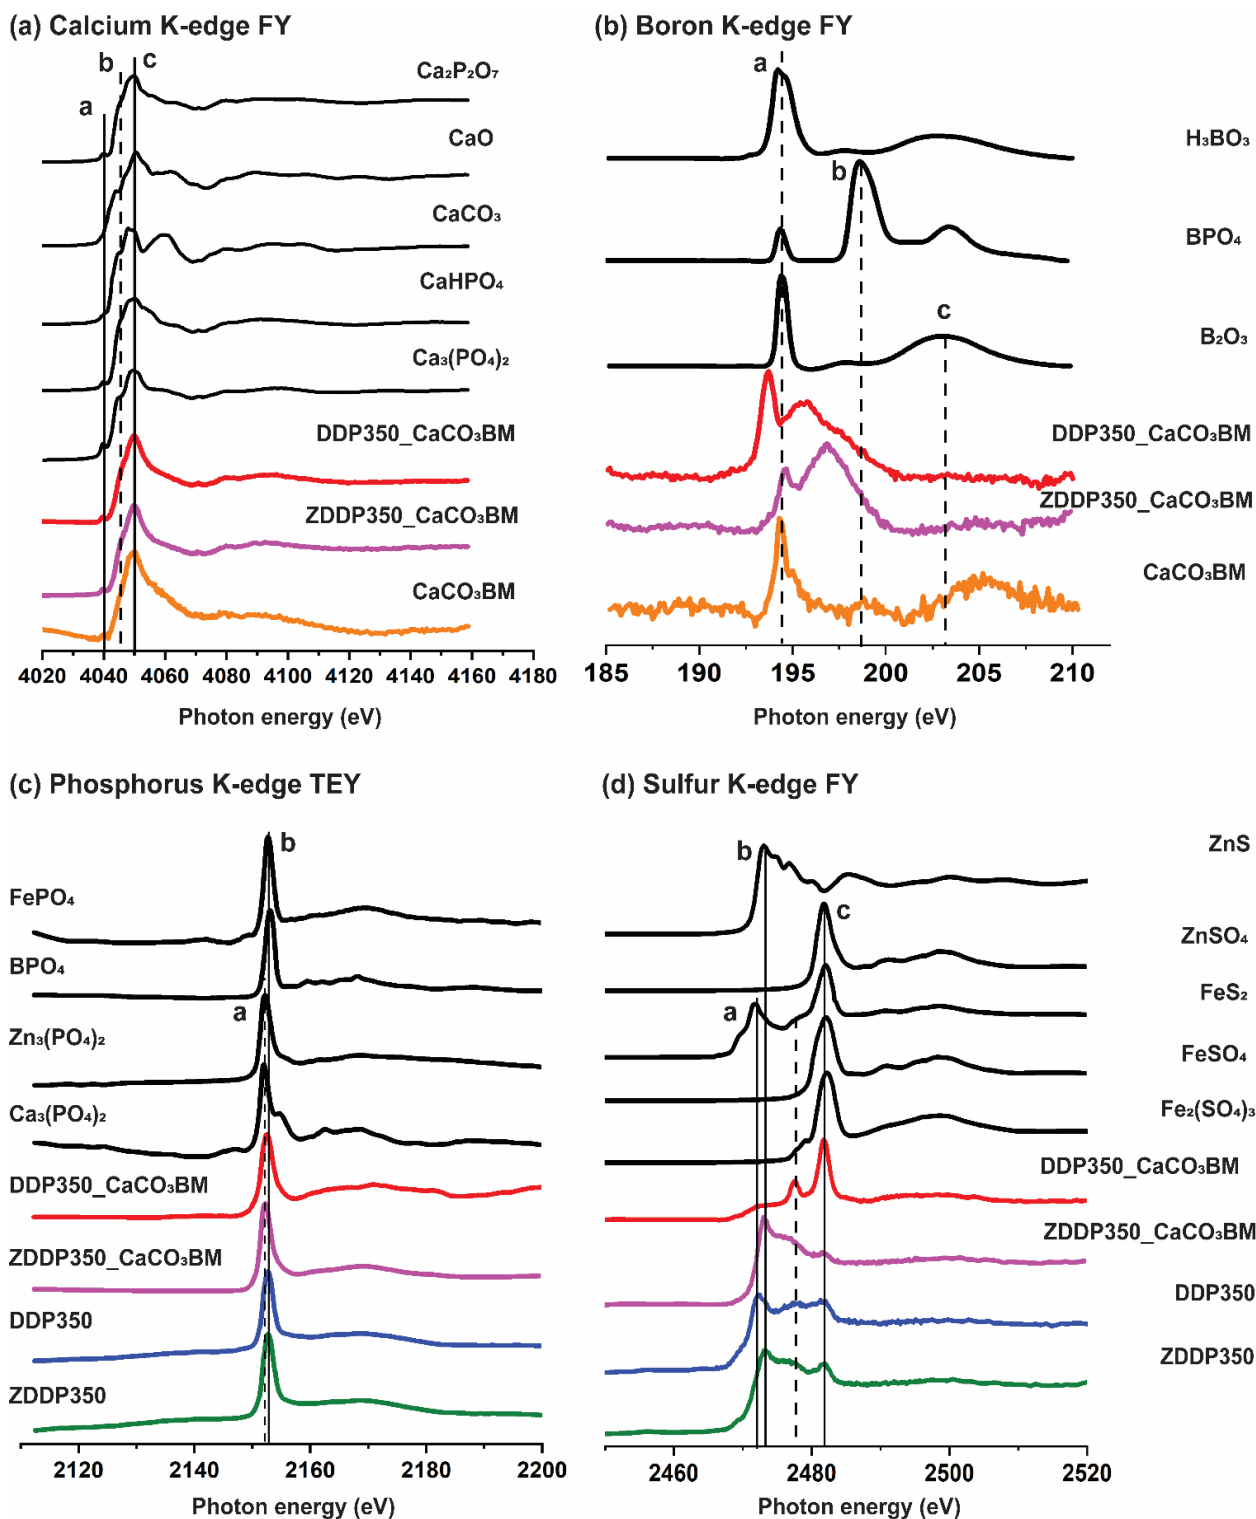 (a) Calcium K-edge FY
b
c
a
Ca₂P₂O₇
CaO
CaCO₃
CaHPO₄
Ca₃(PO₄)₂
DDP350_CaCO₃BM
ZDDP350_CaCO₃BM
CaCO₃BM
4020 4040 4060 4080 4100 4120 4140 4160 4180
Photon energy (eV)
(b) Boron K-edge FY
a
b
c
H₃BO₃
BPO₄
B₂O₃
DDP350_CaCO₃BM
ZDDP350_CaCO₃BM
CaCO₃BM
185 190 195 200 205 210
Photon energy (eV)
(c) Phosphorus K-edge TEY
b
a
FePO₄
BPO₄
Zn₃(PO₄)₂
Ca₃(PO₄)₂
DDP350_CaCO₃BM
ZDDP350_CaCO₃BM
DDP350
ZDDP350
2120 2140 2160 2180 2200
Photon energy (eV)
(d) Sulfur K-edge FY
b
c
a
ZnS
ZnSO₄
FeS₂
FeSO₄
Fe₂(SO₄)₃
DDP350_CaCO₃BM
ZDDP350_CaCO₃BM
DDP350
ZDDP350
2460 2480 2500 2520
Photon energy (eV)